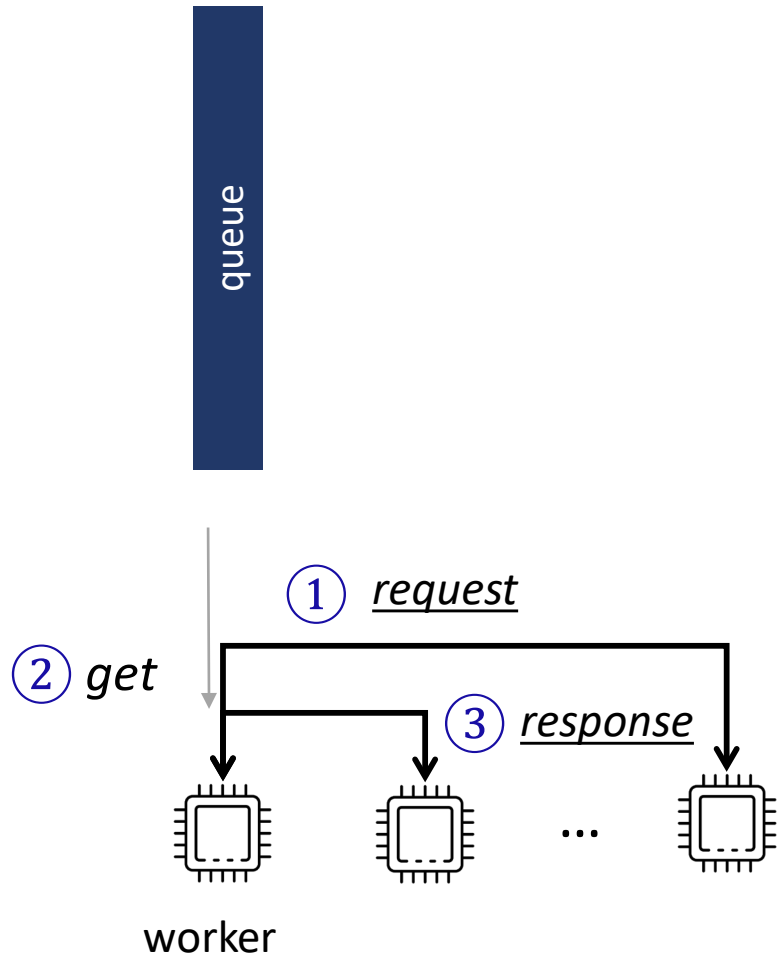 queue
① request
② get
③ response
...
worker